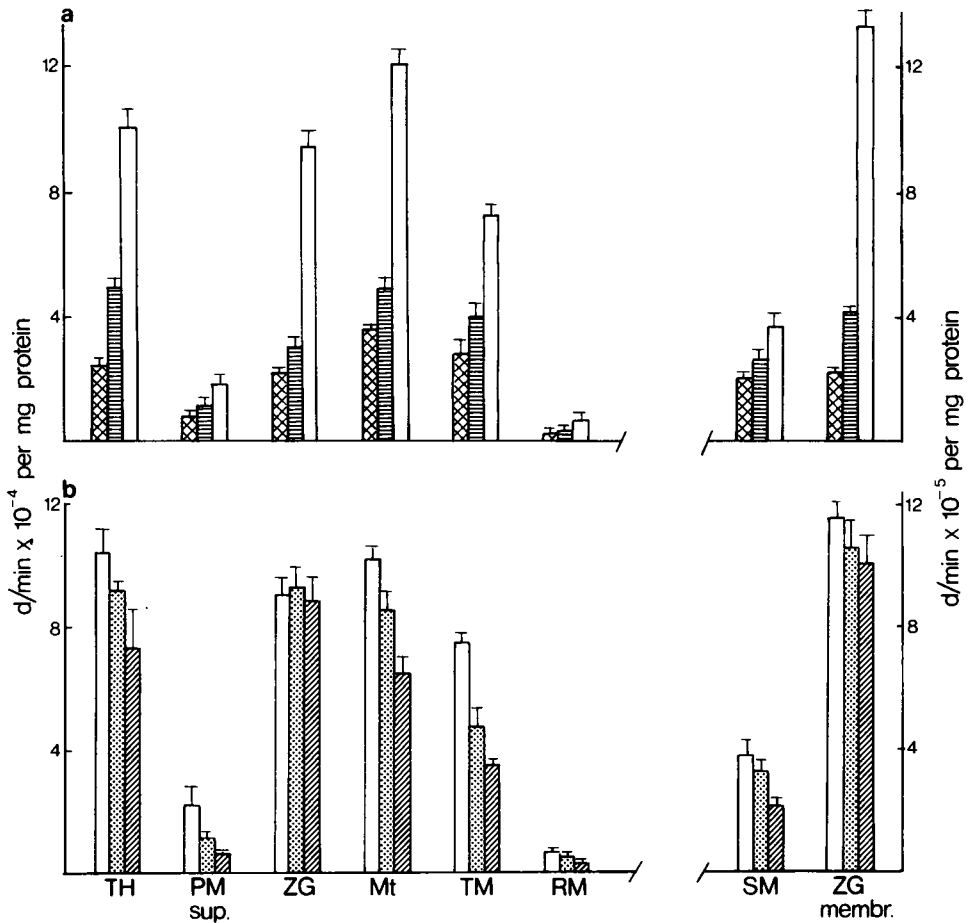 a
12
8
4
12
8
4
b
12
8
4
12
8
4
d/min x 10⁻⁴ per mg protein
d/min x 10⁻⁵ per mg protein
TH PM ZG Mt TM RM SM ZG
sup. membr.